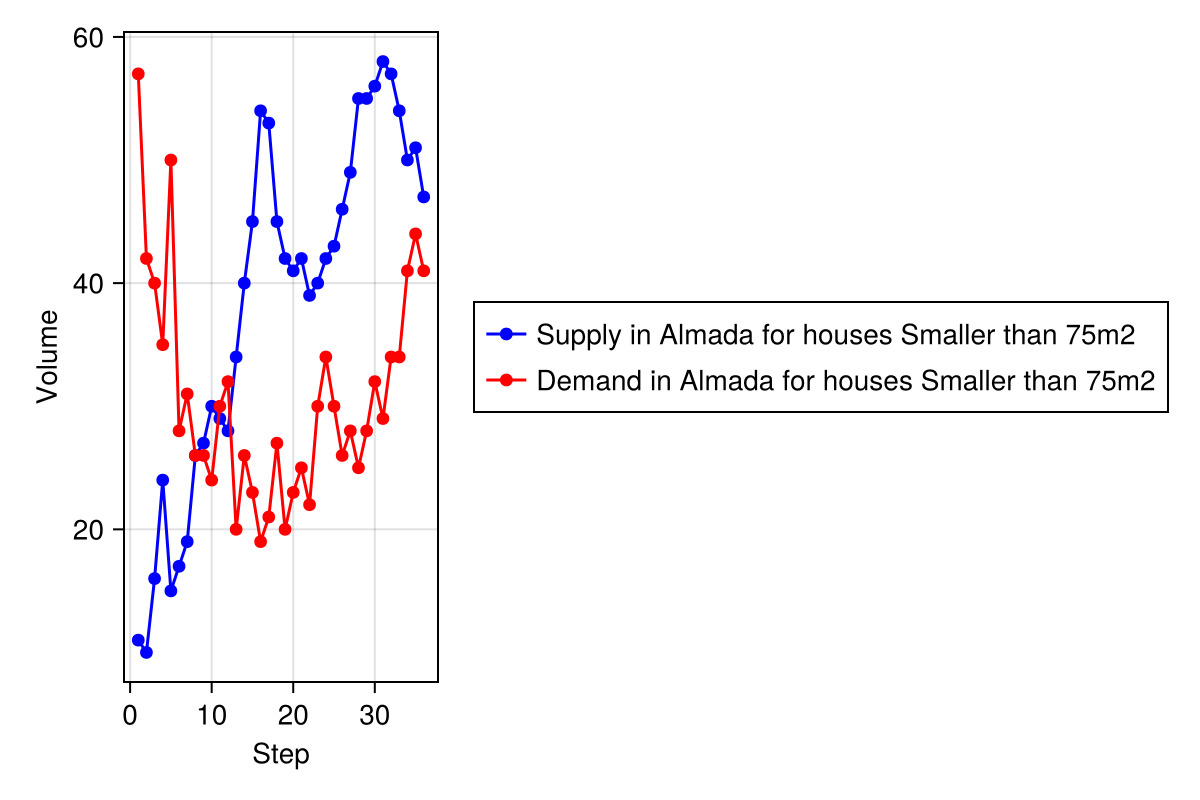 60
40
20
Volume
0 10 20 30
Step
Supply in Almada for houses Smaller than 75m2
Demand in Almada for houses Smaller than 75m2